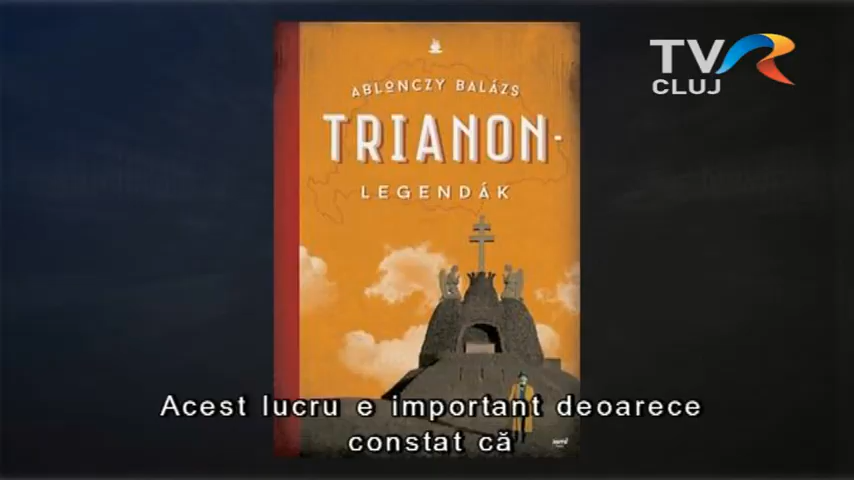 TVR
CLUJ
ABLONCZY BALÁZS
TRIANON-
LEGENDÁK
Acest lucru e important deoarece
constat că